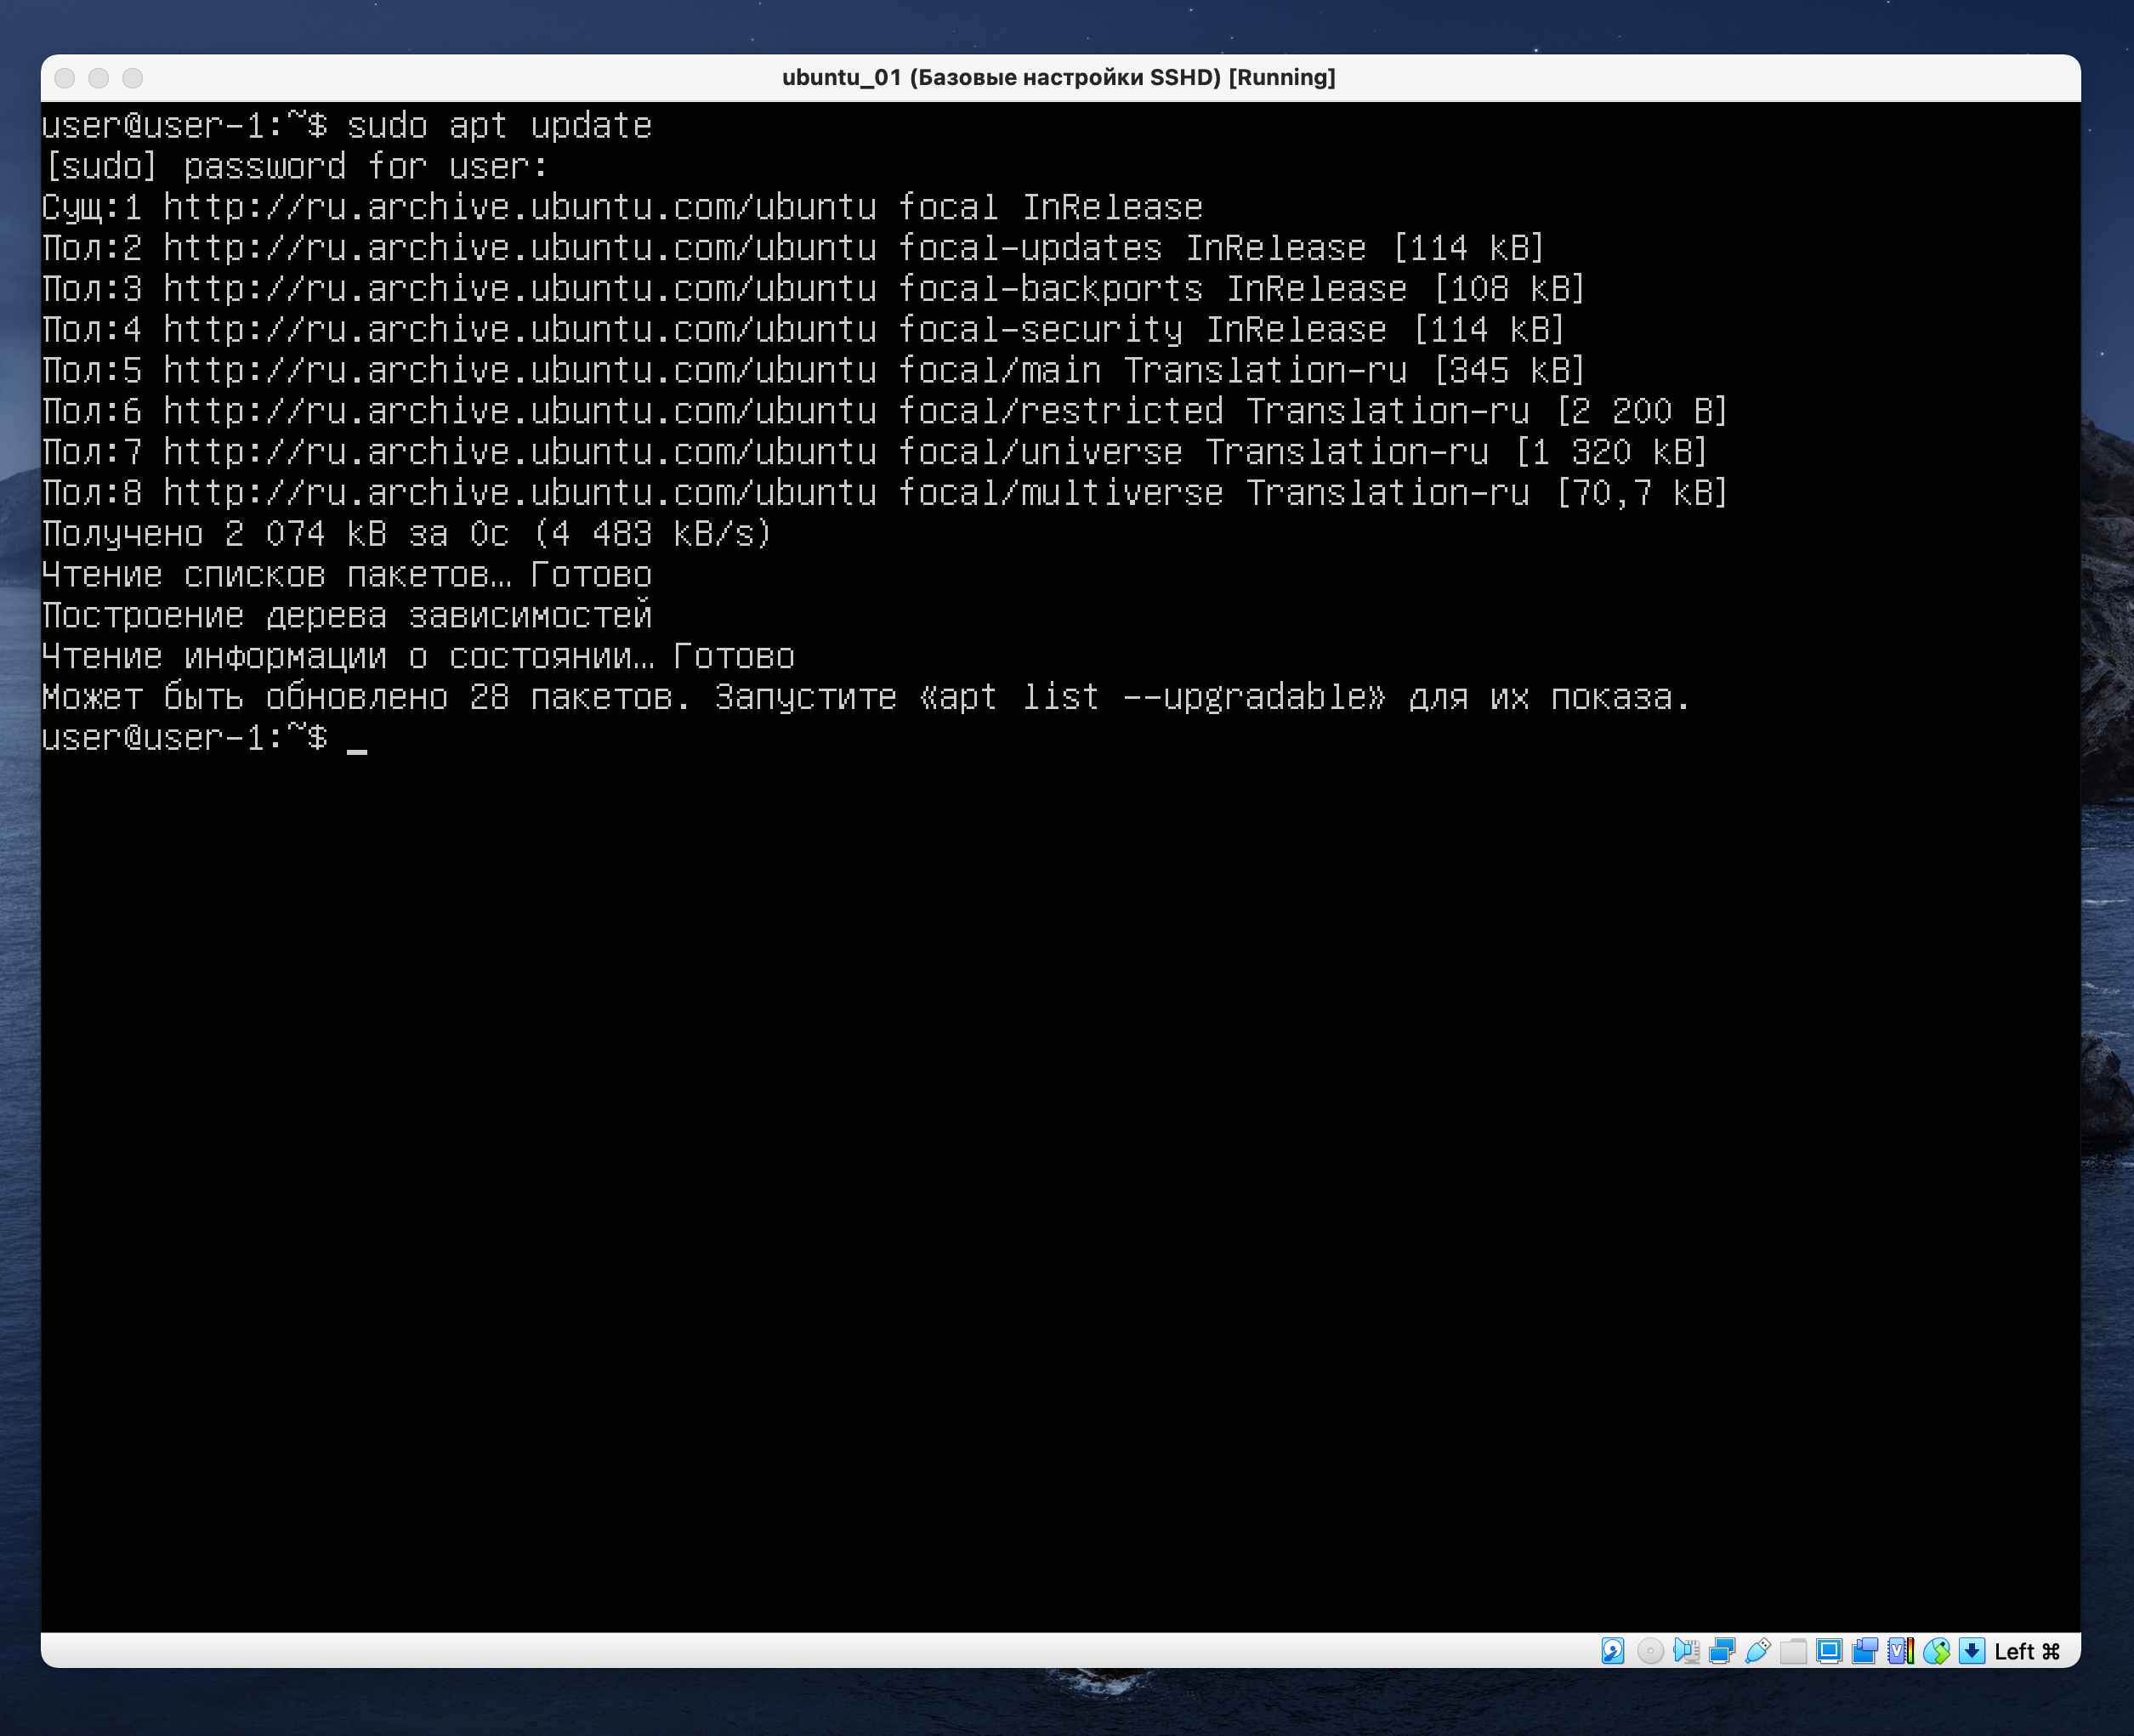 ubuntu_01 (Базовые настройки SSHD) [Running]
user@user-1:~$ sudo apt update
[sudo] password for user:
Сущ:1 http://ru.archive.ubuntu.com/ubuntu focal InRelease
Пол:2 http://ru.archive.ubuntu.com/ubuntu focal-updates InRelease [114 kB]
Пол:3 http://ru.archive.ubuntu.com/ubuntu focal-backports InRelease [108 kB]
Пол:4 http://ru.archive.ubuntu.com/ubuntu focal-security InRelease [114 kB]
Пол:5 http://ru.archive.ubuntu.com/ubuntu focal/main Translation-ru [345 kB]
Пол:6 http://ru.archive.ubuntu.com/ubuntu focal/restricted Translation-ru [2 200 B]
Пол:7 http://ru.archive.ubuntu.com/ubuntu focal/universe Translation-ru [1 320 kB]
Пол:8 http://ru.archive.ubuntu.com/ubuntu focal/multiverse Translation-ru [70,7 kB]
Получено 2 074 kB за 0с (4 483 kB/s)
Чтение списков пакетов… Готово
Построение дерева зависимостей
Чтение информации о состоянии… Готово
Может быть обновлено 28 пакетов. Запустите «apt list --upgradable» для их показа.
user@user-1:~$ _
Left ⌘